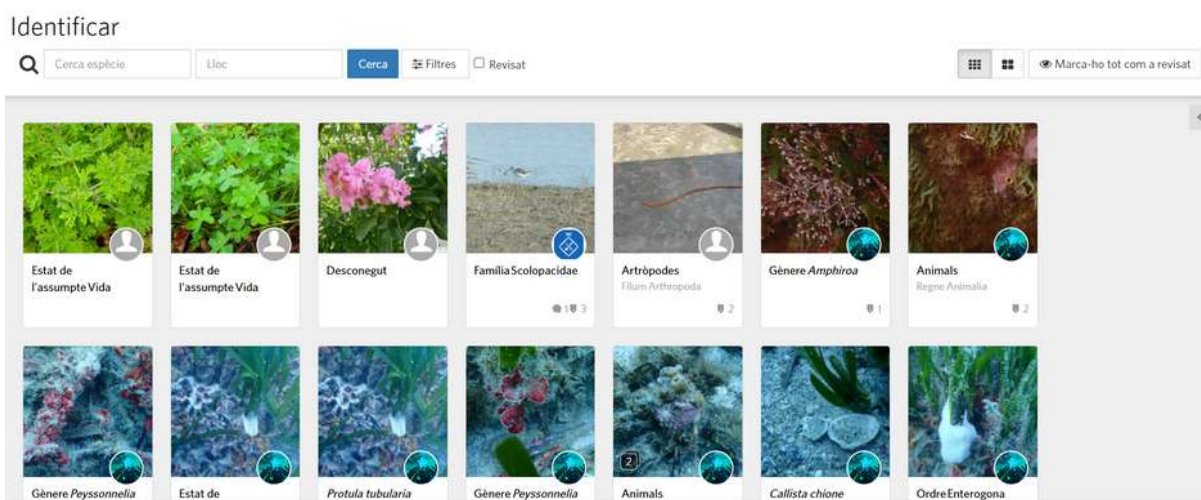 Identificar
Cerca espècie
Lloc
Cerca
Filtres
Revisat
Marca-ho tot com a revisat
Estat de
l'assumpte Vida
Estat de
l'assumpte Vida
Desconegut
Família Scolopacidae
1 3
Artròpodes
Fílum Arthropoda
2
Gènere Amphiroa
1
Animals
Regne Animalia
2
Gènere Peyssonnelia
Estat de
Protula tubularia
Gènere Peyssonnelia
2
Animals
Callista chione
Ordre Enterogona